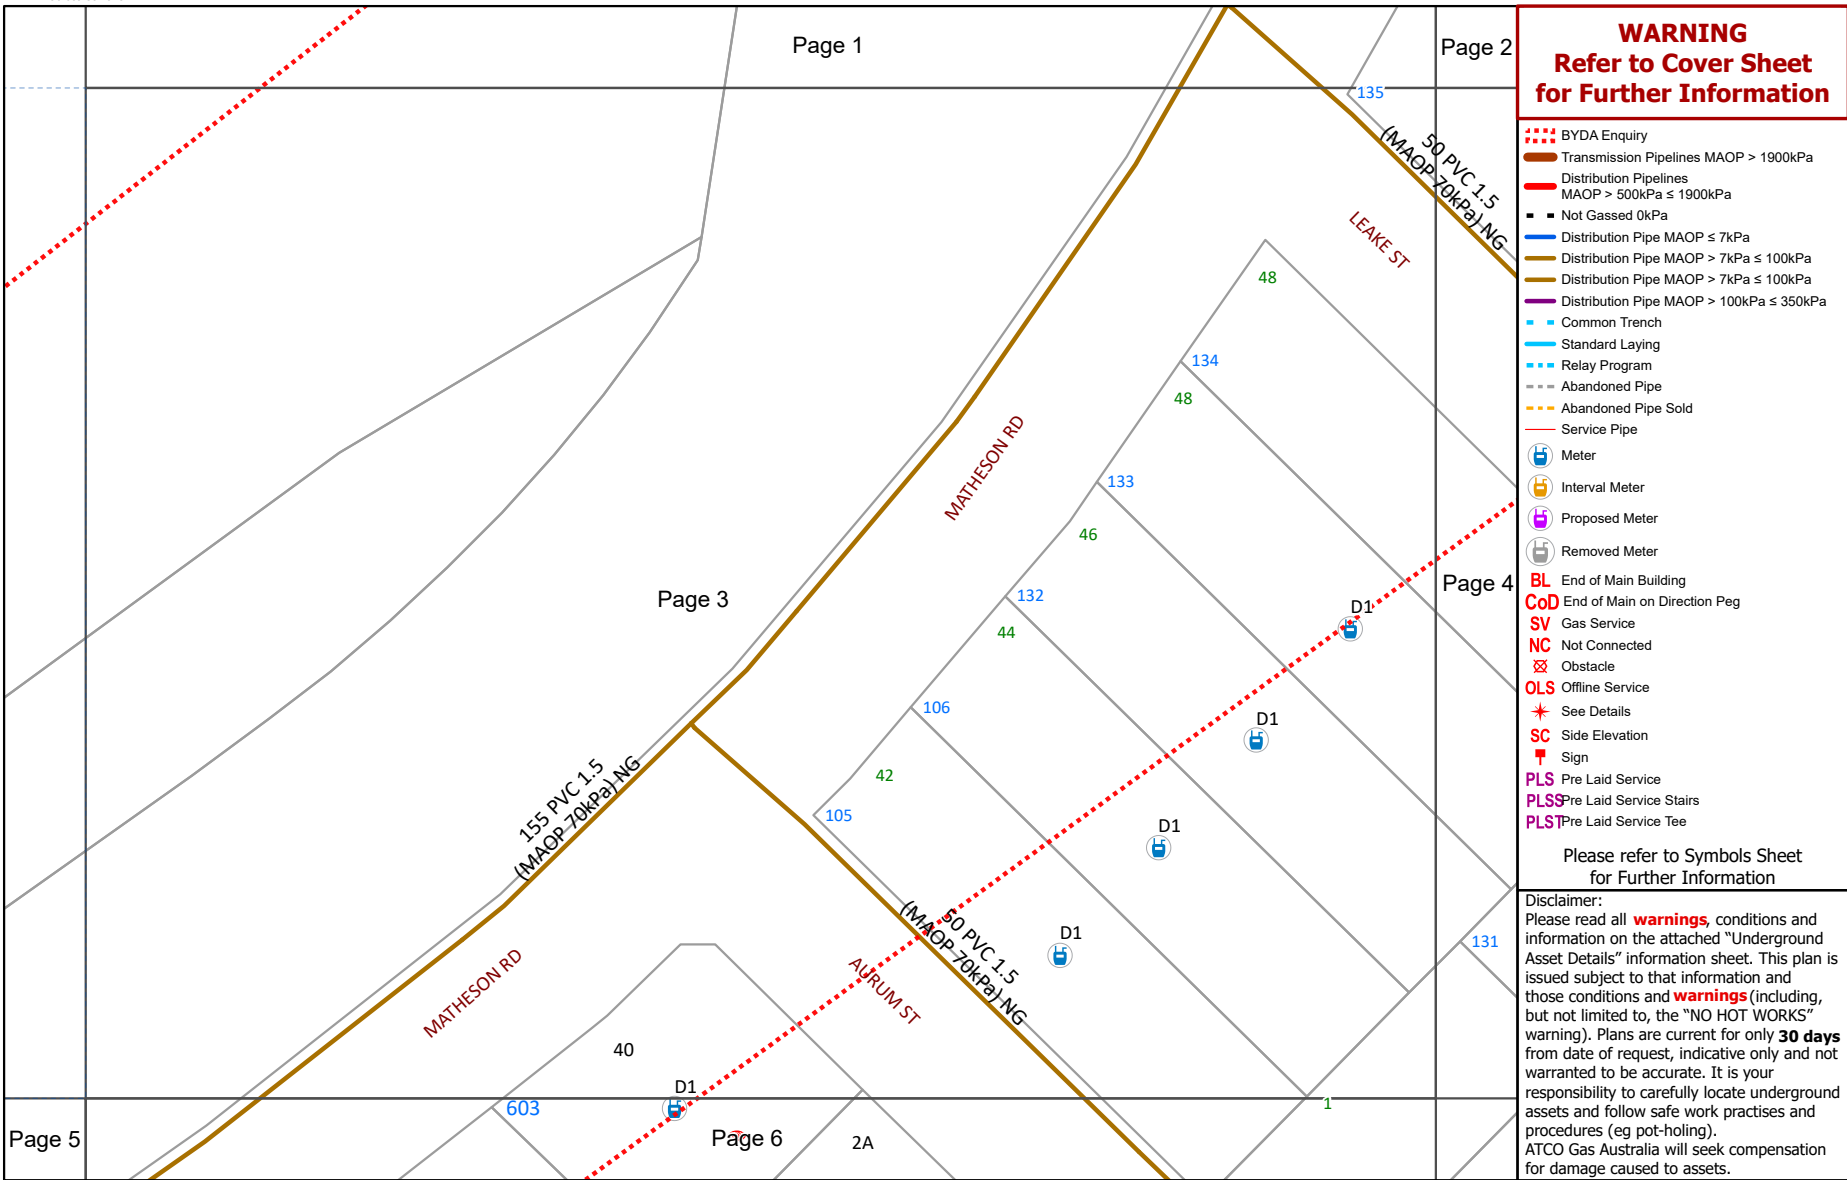 Page 1
Page 2
135
50 PVC 1.5
(MAOP 70kPa) NG
LEAKE ST
48
134
48
MATHESON RD
133
46
132
44
Page 3
Page 4
D1
106
D1
42
105
155 PVC 1.5
(MAOP 70kPa) NG
D1
50 PVC 1.5
(MAOP 70kPa) NG
D1
131
MATHESON RD
AURUM ST
40
D1
603
1
Page 5
Page 6
2A
WARNING
Refer to Cover Sheet
for Further Information
BYDA Enquiry
Transmission Pipelines MAOP > 1900kPa
Distribution Pipelines
MAOP > 500kPa ≤ 1900kPa
Not Gassed 0kPa
Distribution Pipe MAOP ≤ 7kPa
Distribution Pipe MAOP > 7kPa ≤ 100kPa
Distribution Pipe MAOP > 7kPa ≤ 100kPa
Distribution Pipe MAOP > 100kPa ≤ 350kPa
Common Trench
Standard Laying
Relay Program
Abandoned Pipe
Abandoned Pipe Sold
Service Pipe
Meter
Interval Meter
Proposed Meter
Removed Meter
BL End of Main Building
CoD End of Main on Direction Peg
SV Gas Service
NC Not Connected
Obstacle
OLS Offline Service
See Details
SC Side Elevation
Sign
PLS Pre Laid Service
PLSS Pre Laid Service Stairs
PLST Pre Laid Service Tee
Please refer to Symbols Sheet
for Further Information
Disclaimer:
Please read all warnings, conditions and
information on the attached "Underground
Asset Details" information sheet. This plan is
issued subject to that information and
those conditions and warnings (including,
but not limited to, the "NO HOT WORKS"
warning). Plans are current for only 30 days
from date of request, indicative only and not
warranted to be accurate. It is your
responsibility to carefully locate underground
assets and follow safe work practises and
procedures (eg pot-holing).
ATCO Gas Australia will seek compensation
for damage caused to assets.